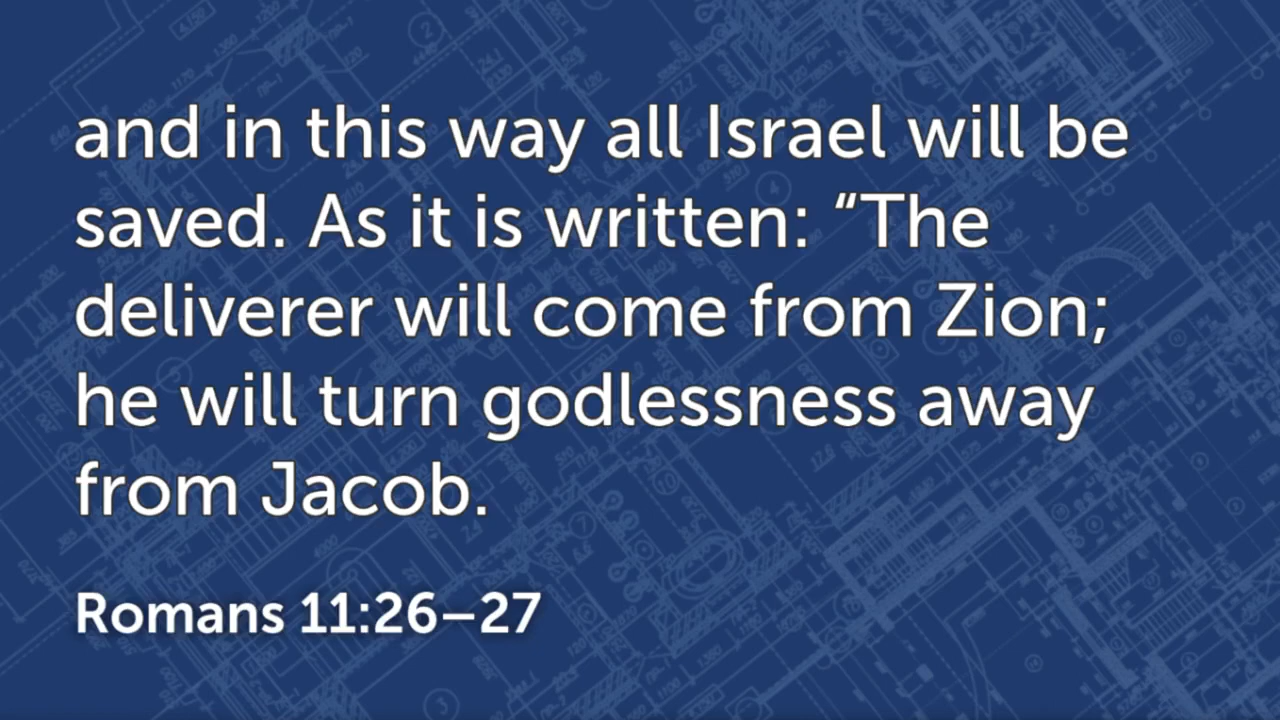 and in this way all Israel will be
saved. As it is written: “The
deliverer will come from Zion;
he will turn godlessness away
from Jacob.
Romans 11:26–27